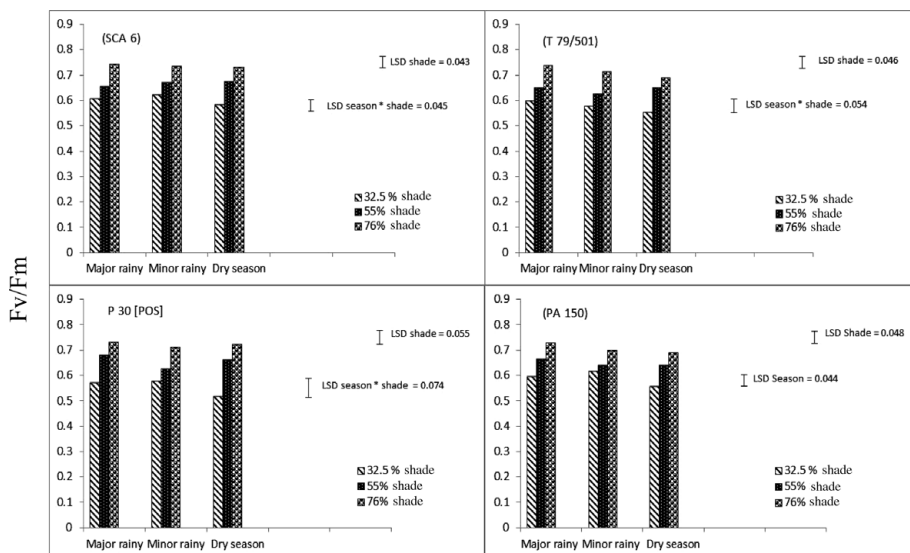 Fv/Fm
(SCA 6)
0.9
0.8
0.7
0.6
0.5
0.4
0.3
0.2
0.1
0
LSD shade = 0.043
LSD season * shade = 0.045
32.5 % shade
55% shade
76% shade
Major rainy Minor rainy Dry season
(T 79/501)
0.9
0.8
0.7
0.6
0.5
0.4
0.3
0.2
0.1
0
LSD shade = 0.046
LSD season * shade = 0.054
32.5 % shade
55% shade
76% shade
Major rainy Minor rainy Dry season
P 30 [POS]
0.9
0.8
0.7
0.6
0.5
0.4
0.3
0.2
0.1
0
LSD shade = 0.055
LSD season * shade = 0.074
32.5 % shade
55% shade
76% shade
Major rainy Minor rainy Dry season
(PA 150)
0.9
0.8
0.7
0.6
0.5
0.4
0.3
0.2
0.1
0
LSD Shade = 0.048
LSD Season = 0.044
32.5 % shade
55% shade
76% shade
Major rainy Minor rainy Dry season